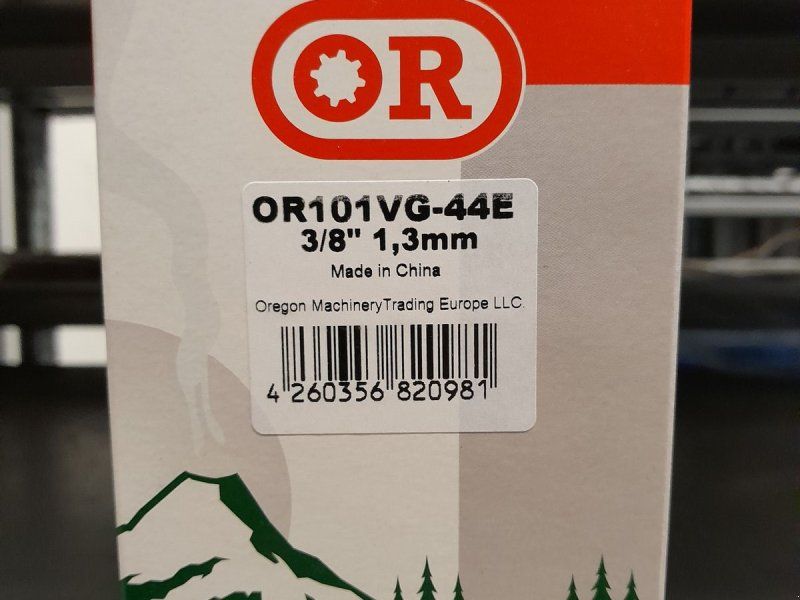 OR
OR101VG-44E
3/8" 1,3mm
Made in China
Oregon MachineryTrading Europe LLC.
4 260356 820981